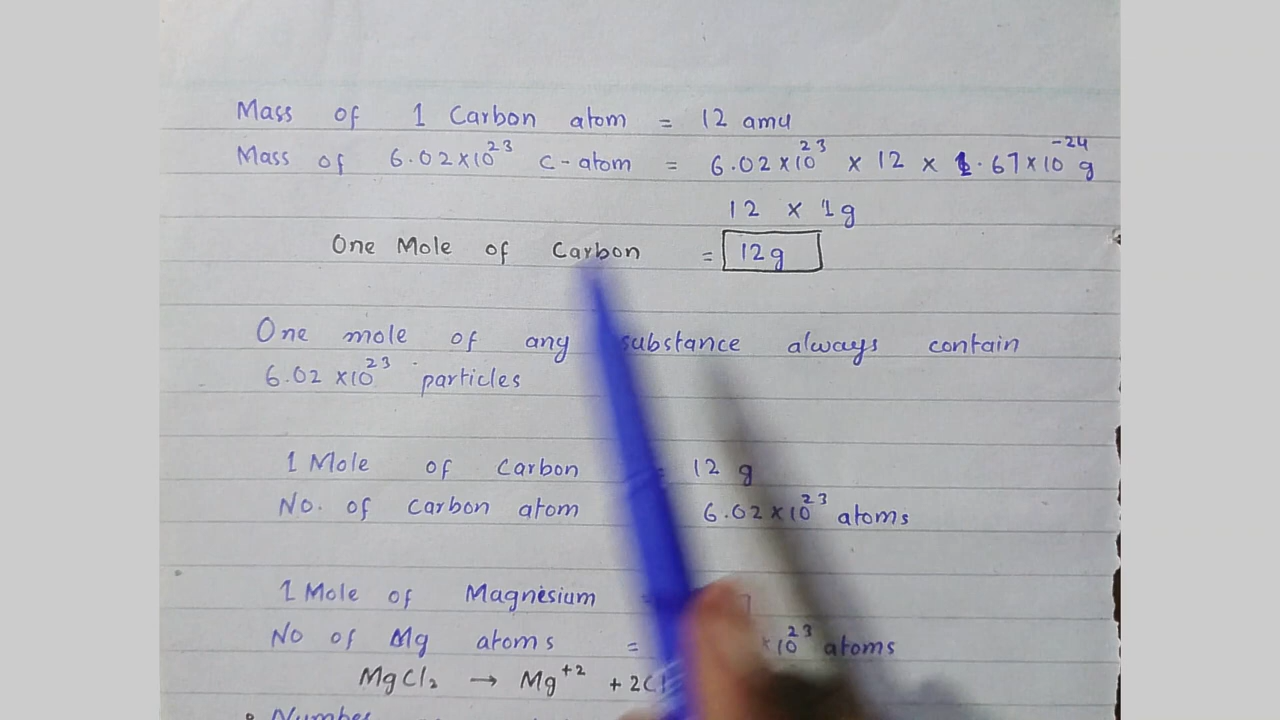 Mass of 1 Carbon atom = 12 amu
Mass of 6.02×10²³ C-atom = 6.02×10²³ × 12 × 1.67×10⁻²⁴ g
12 × 1g
One Mole of Carbon = 12g
One mole of any substance always contain
6.02×10²³ particles
1 Mole of Carbon = 12 g
No. of carbon atom 6.02×10²³ atoms
1 Mole of Magnesium
No of Mg atoms = ×10²³ atoms
MgCl₂ → Mg⁺² + 2Cl
• Number